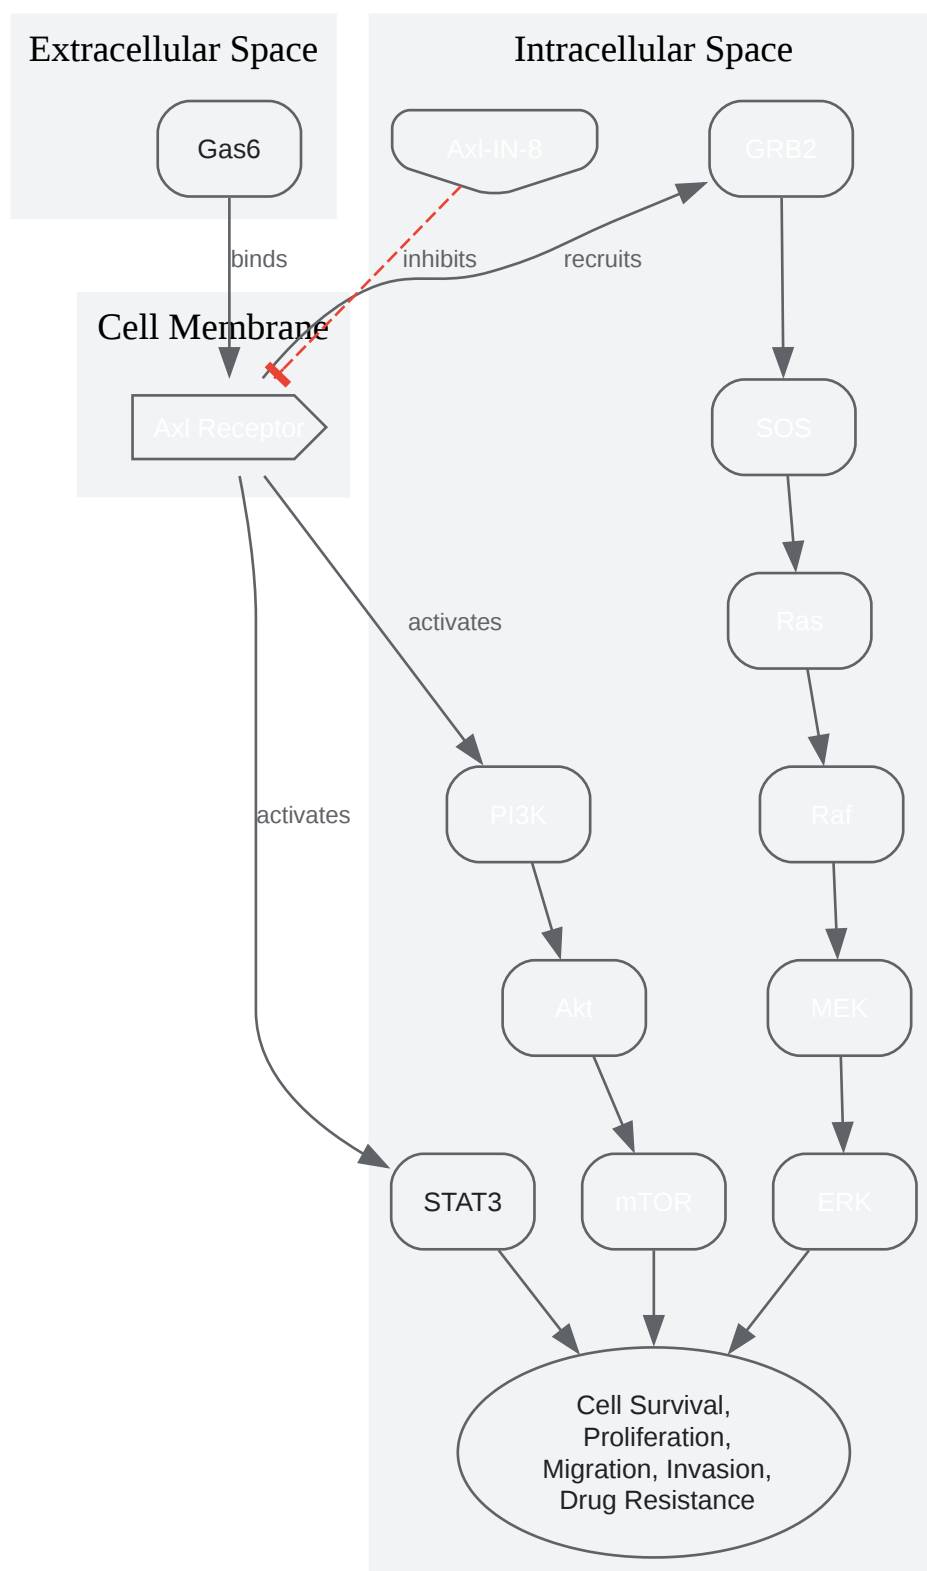 Extracellular Space
Intracellular Space
Gas6
Axl-IN-8
GRB2
binds
inhibits
recruits
Cell Membrane
Axl Receptor
SOS
activates
Ras
activates
PI3K
Raf
Akt
MEK
STAT3
mTOR
ERK
Cell Survival,
Proliferation,
Migration, Invasion,
Drug Resistance